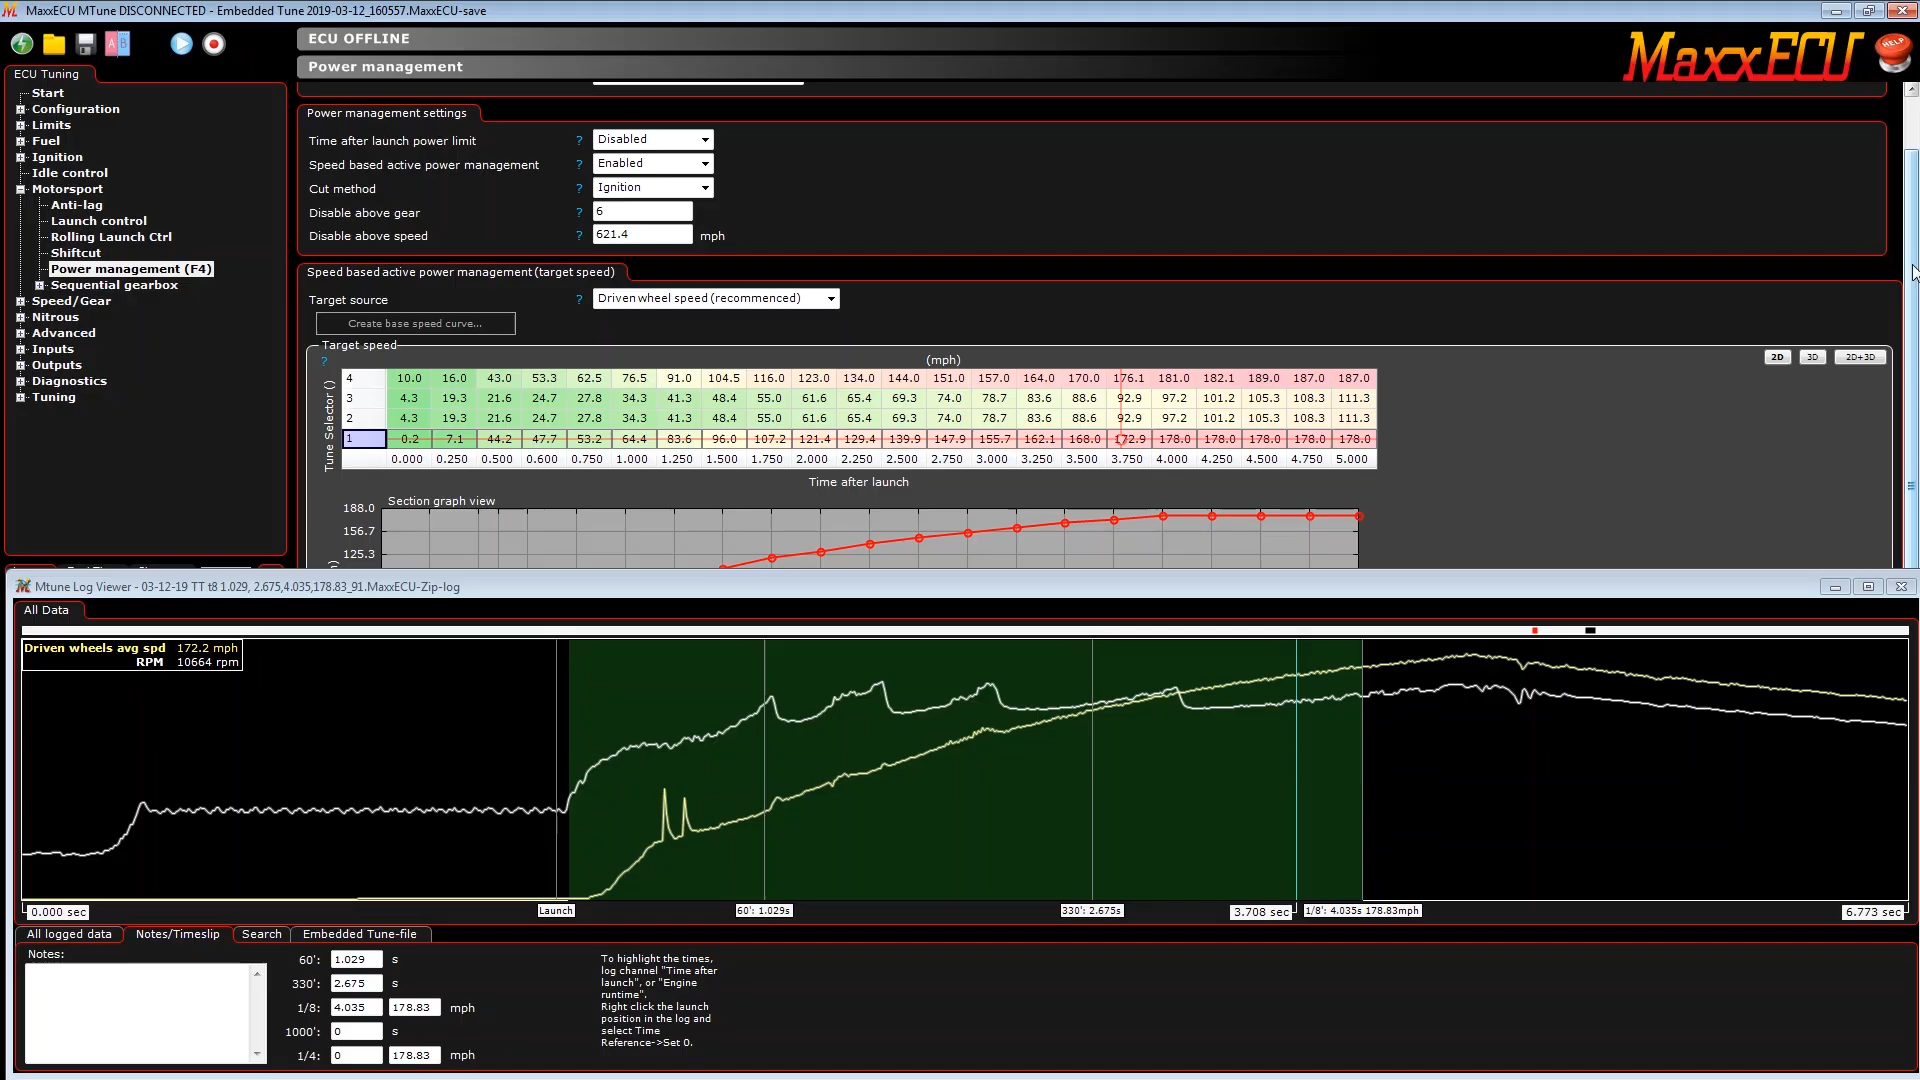 MaxxECU MTune DISCONNECTED - Embedded Tune 2019-03-12_160557.MaxxECU-save
A B
ECU OFFLINE
Power management
MaxxECU
HELP
ECU Tuning
Start
Configuration
Limits
Fuel
Ignition
Idle control
Motorsport
Anti-lag
Launch control
Rolling Launch Ctrl
Shiftcut
Power management (F4)
Sequential gearbox
Speed/Gear
Nitrous
Advanced
Inputs
Outputs
Diagnostics
Tuning
Power management settings
Time after launch power limit ? Disabled
Speed based active power management ? Enabled
Cut method ? Ignition
Disable above gear ? 6
Disable above speed ? 621.4 mph
Speed based active power management (target speed)
Target source ? Driven wheel speed (recommenced)
Create base speed curve...
Target speed
? (mph) 2D 3D 2D+3D
Tune Selector ()
4 10.0 16.0 43.0 53.3 62.5 76.5 91.0 104.5 116.0 123.0 134.0 144.0 151.0 157.0 164.0 170.0 176.1 181.0 182.1 189.0 187.0 187.0
3 4.3 19.3 21.6 24.7 27.8 34.3 41.3 48.4 55.0 61.6 65.4 69.3 74.0 78.7 83.6 88.6 92.9 97.2 101.2 105.3 108.3 111.3
2 4.3 19.3 21.6 24.7 27.8 34.3 41.3 48.4 55.0 61.6 65.4 69.3 74.0 78.7 83.6 88.6 92.9 97.2 101.2 105.3 108.3 111.3
1 0.2 7.1 44.2 47.7 53.2 64.4 83.6 96.0 107.2 121.4 129.4 139.9 147.9 155.7 162.1 168.0 172.9 178.0 178.0 178.0 178.0 178.0
0.000 0.250 0.500 0.600 0.750 1.000 1.250 1.500 1.750 2.000 2.250 2.500 2.750 3.000 3.250 3.500 3.750 4.000 4.250 4.500 4.750 5.000
Time after launch
Section graph view
188.0
156.7
125.3
Mtune Log Viewer - 03-12-19 TT t8 1.029, 2.675,4.035,178.83_91.MaxxECU-Zip-log
All Data
Driven wheels avg spd 172.2 mph
RPM 10664 rpm
0.000 sec Launch 60': 1.029s 330': 2.675s 3.708 sec 1/8': 4.035s 178.83mph 6.773 sec
All logged data Notes/Timeslip Search Embedded Tune-file
Notes:
60': 1.029 s
330': 2.675 s
1/8: 4.035 178.83 mph
1000': 0 s
1/4: 0 178.83 mph
To highlight the times,
log channel "Time after
launch", or "Engine
runtime".
Right click the launch
position in the log and
select Time
Reference->Set 0.